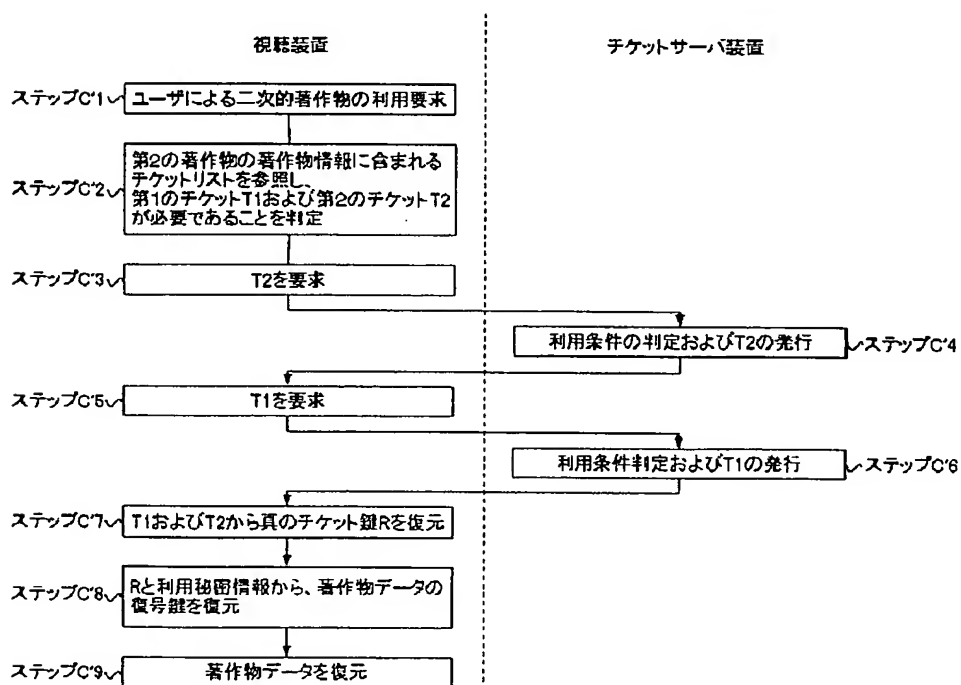 視聴装置
チケットサーバ装置
ステップC'1
ユーザによる二次的著作物の利用要求
ステップC'2
第2の著作物の著作物情報に含まれる
チケットリストを参照し、
第1のチケットT1および第2のチケットT2
が必要であることを判定
ステップC'3
T2を要求
利用条件の判定およびT2の発行
ステップC'4
ステップC'5
T1を要求
利用条件判定およびT1の発行
ステップC'6
ステップC'7
T1およびT2から真のチケット鍵Rを復元
ステップC'8
Rと利用秘密情報から、著作物データの
復号鍵を復元
ステップC'9
著作物データを復元